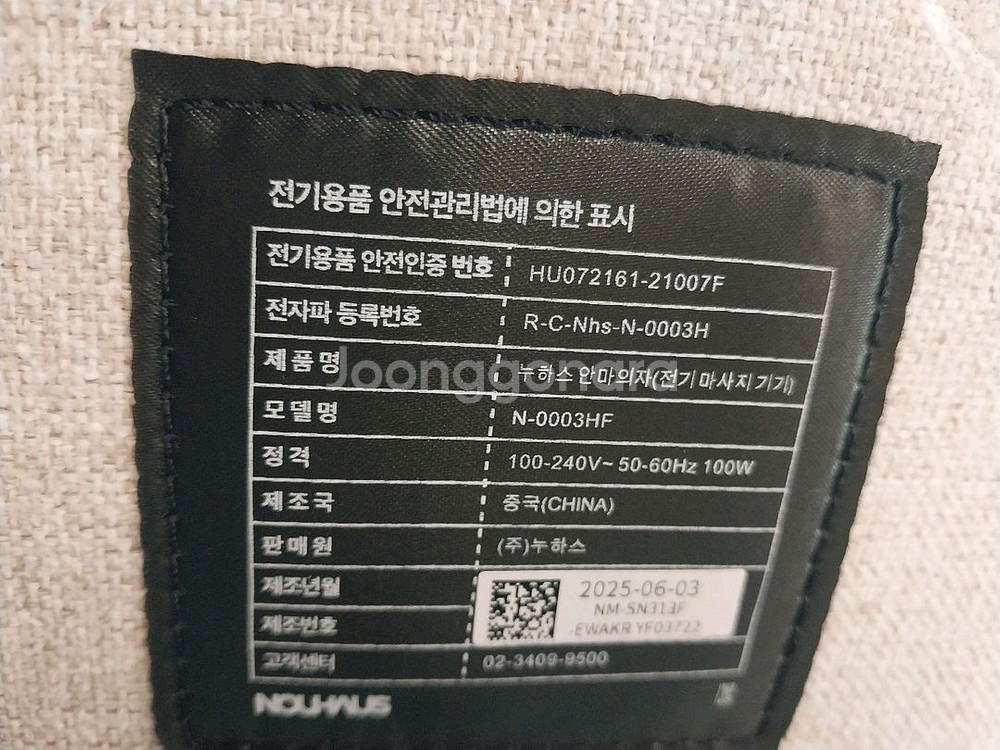 전기용품 안전관리법에 의한 표시
전기용품 안전인증 번호 HU072161-21007F
전자파 등록번호 R-C-Nhs-N-0003H
제품명 누하스안마의자(전기마사지기기)
Joonggonara
모델명 N-0003HF
정격 100-240V~ 50-60Hz 100W
제조국 중국(CHINA)
판매원 (주)누하스
제조년월 2025-06-03
NM-SN313F
제조번호 EWAKR YF03722
고객센터 02-3409-9500
NOUHAUS